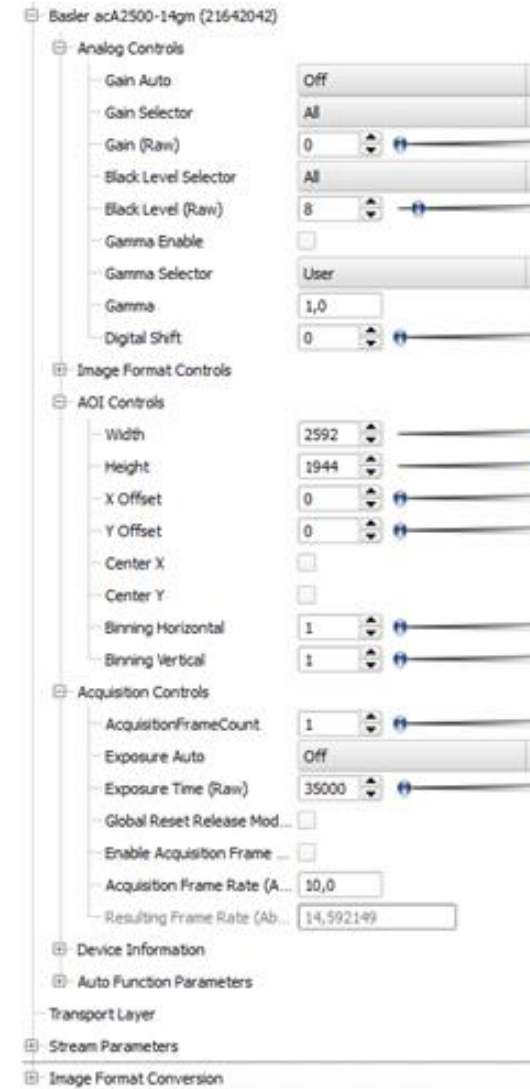 Basler acA2500-14gm (21642042)
Analog Controls
Gain Auto Off
Gain Selector All
Gain (Raw) 0
Black Level Selector All
Black Level (Raw) 8
Gamma Enable
Gamma Selector User
Gamma 1,0
Digital Shift 0
Image Format Controls
AOI Controls
Width 2592
Height 1944
X Offset 0
Y Offset 0
Center X
Center Y
Binning Horizontal 1
Binning Vertical 1
Acquisition Controls
AcquisitionFrameCount 1
Exposure Auto Off
Exposure Time (Raw) 35000
Global Reset Release Mod...
Enable Acquisition Frame ...
Acquisition Frame Rate (A... 10,0
Resulting Frame Rate (Ab... 14,592149
Device Information
Auto Function Parameters
Transport Layer
Stream Parameters
Image Format Conversion